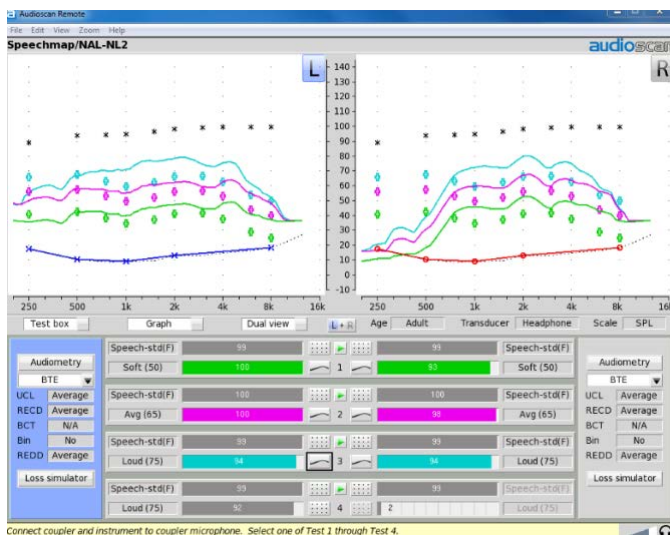 Audioscan Remote
File Edit View Zoom Help
Speechmap/NAL-NL2 audioscan
L R
140
130
120
110
100
90
80
70
60
50
40
30
20
10
0
-10
250 500 1k 2k 4k 8k 16k 250 500 1k 2k 4k 8k 16
Test box Graph Dual view L R Age Adult Transducer Headphone Scale SPL
Audiometry
BTE
UCL Average
RECD Average
BCT N/A
Bin No
REDD Average
Loss simulator
Speech-std(F) 99 99 Speech-std(F)
Soft (50) 100 1 93 Soft (50)
Speech-std(F) 99 100 Speech-std(F)
Avg (65) 100 2 98 Avg (65)
Speech-std(F) 99 99 Speech-std(F)
Loud (75) 94 3 94 Loud (75)
Speech-std(F) 99 99 Speech-std(F)
Loud (75) 92 4 2 Loud (75)
Audiometry
BTE
UCL Average
RECD Average
BCT N/A
Bin No
REDD Average
Loss simulator
Connect coupler and instrument to coupler microphone. Select one of Test 1 through Test 4.